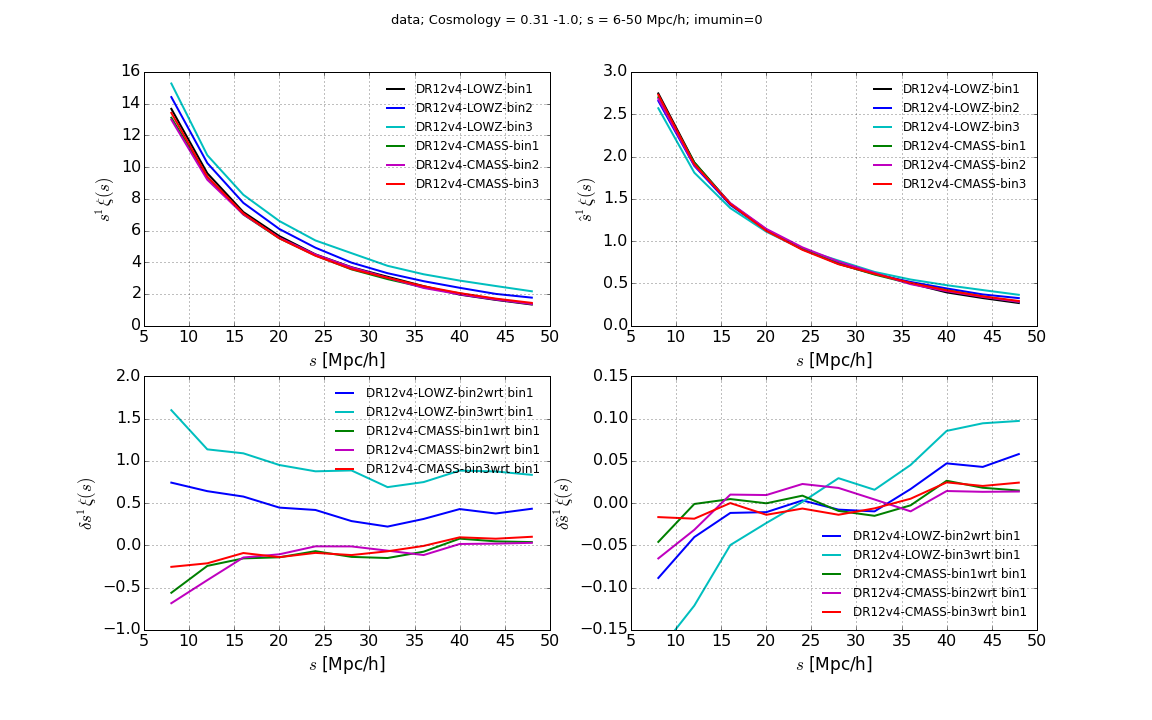 data; Cosmology = 0.31 -1.0; s = 6-50 Mpc/h; imumin=0
16
14
12
10
8
6
4
2
0
s¹ ξ(s)
DR12v4-LOWZ-bin1
DR12v4-LOWZ-bin2
DR12v4-LOWZ-bin3
DR12v4-CMASS-bin1
DR12v4-CMASS-bin2
DR12v4-CMASS-bin3
5 10 15 20 25 30 35 40 45 50
s [Mpc/h]
3.0
2.5
2.0
1.5
1.0
0.5
0.0
ŝ¹ ξ(s)
DR12v4-LOWZ-bin1
DR12v4-LOWZ-bin2
DR12v4-LOWZ-bin3
DR12v4-CMASS-bin1
DR12v4-CMASS-bin2
DR12v4-CMASS-bin3
5 10 15 20 25 30 35 40 45 50
s [Mpc/h]
2.0
1.5
1.0
0.5
0.0
−0.5
−1.0
δs¹ ξ(s)
DR12v4-LOWZ-bin2wrt bin1
DR12v4-LOWZ-bin3wrt bin1
DR12v4-CMASS-bin1wrt bin1
DR12v4-CMASS-bin2wrt bin1
DR12v4-CMASS-bin3wrt bin1
5 10 15 20 25 30 35 40 45 50
s [Mpc/h]
0.15
0.10
0.05
0.00
−0.05
−0.10
−0.15
δŝ¹ ξ(s)
DR12v4-LOWZ-bin2wrt bin1
DR12v4-LOWZ-bin3wrt bin1
DR12v4-CMASS-bin1wrt bin1
DR12v4-CMASS-bin2wrt bin1
DR12v4-CMASS-bin3wrt bin1
5 10 15 20 25 30 35 40 45 50
s [Mpc/h]